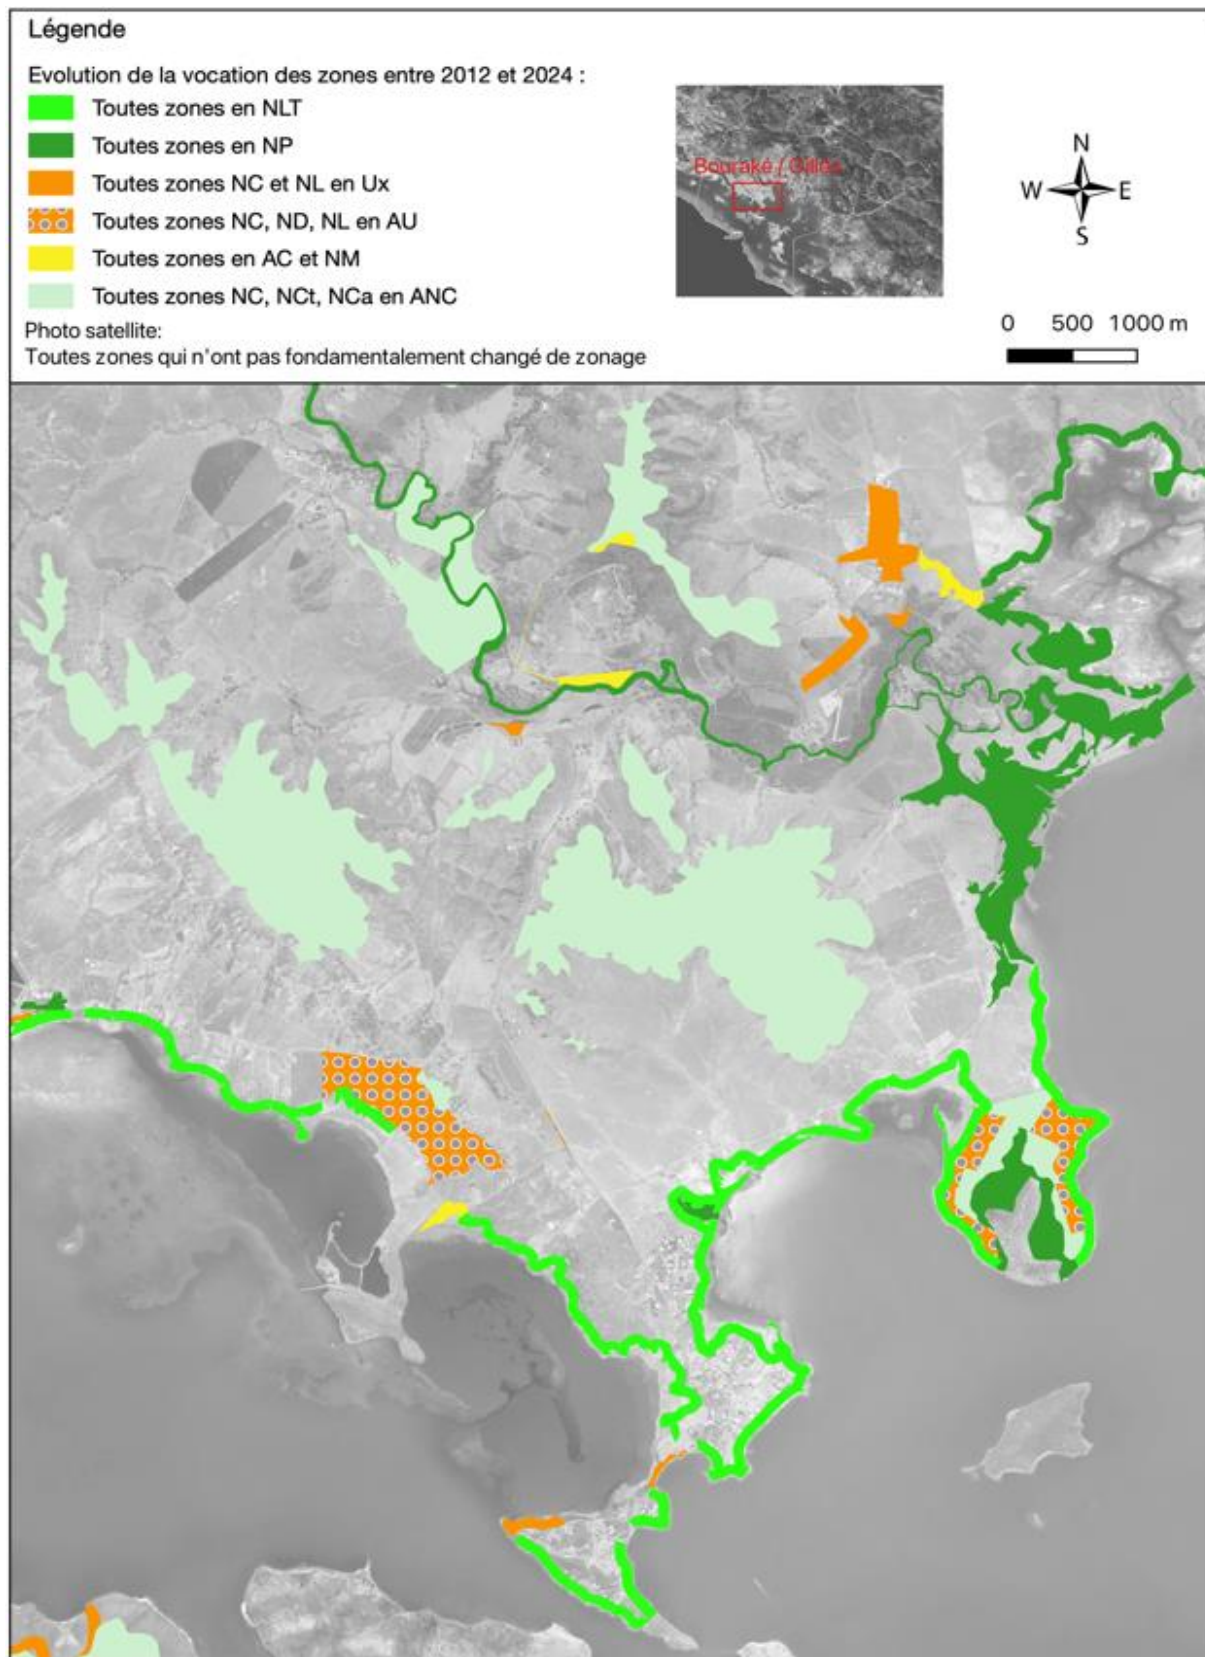 Légende
Evolution de la vocation des zones entre 2012 et 2024 :
Toutes zones en NLT
Toutes zones en NP
Toutes zones NC et NL en Ux
Toutes zones NC, ND, NL en AU
Toutes zones en AC et NM
Toutes zones NC, NCt, NCa en ANC
Photo satellite:
Toutes zones qui n'ont pas fondamentalement changé de zonage
Bouraké / Gilles
N
W E
S
0 500 1000 m